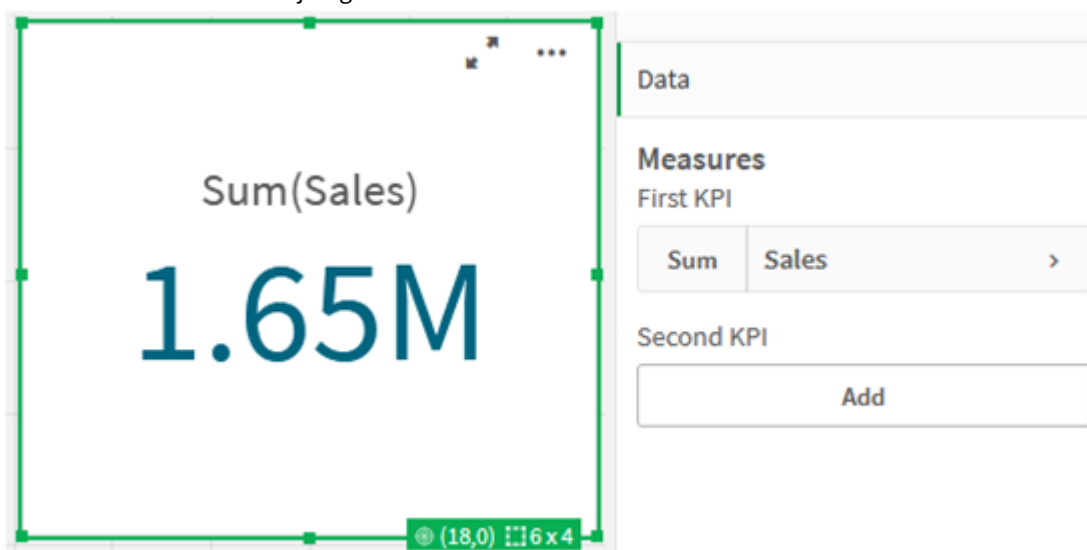 Sum(Sales)
1.65M
(18,0) 6 x 4
Data
Measures
First KPI
Sum Sales
Second KPI
Add